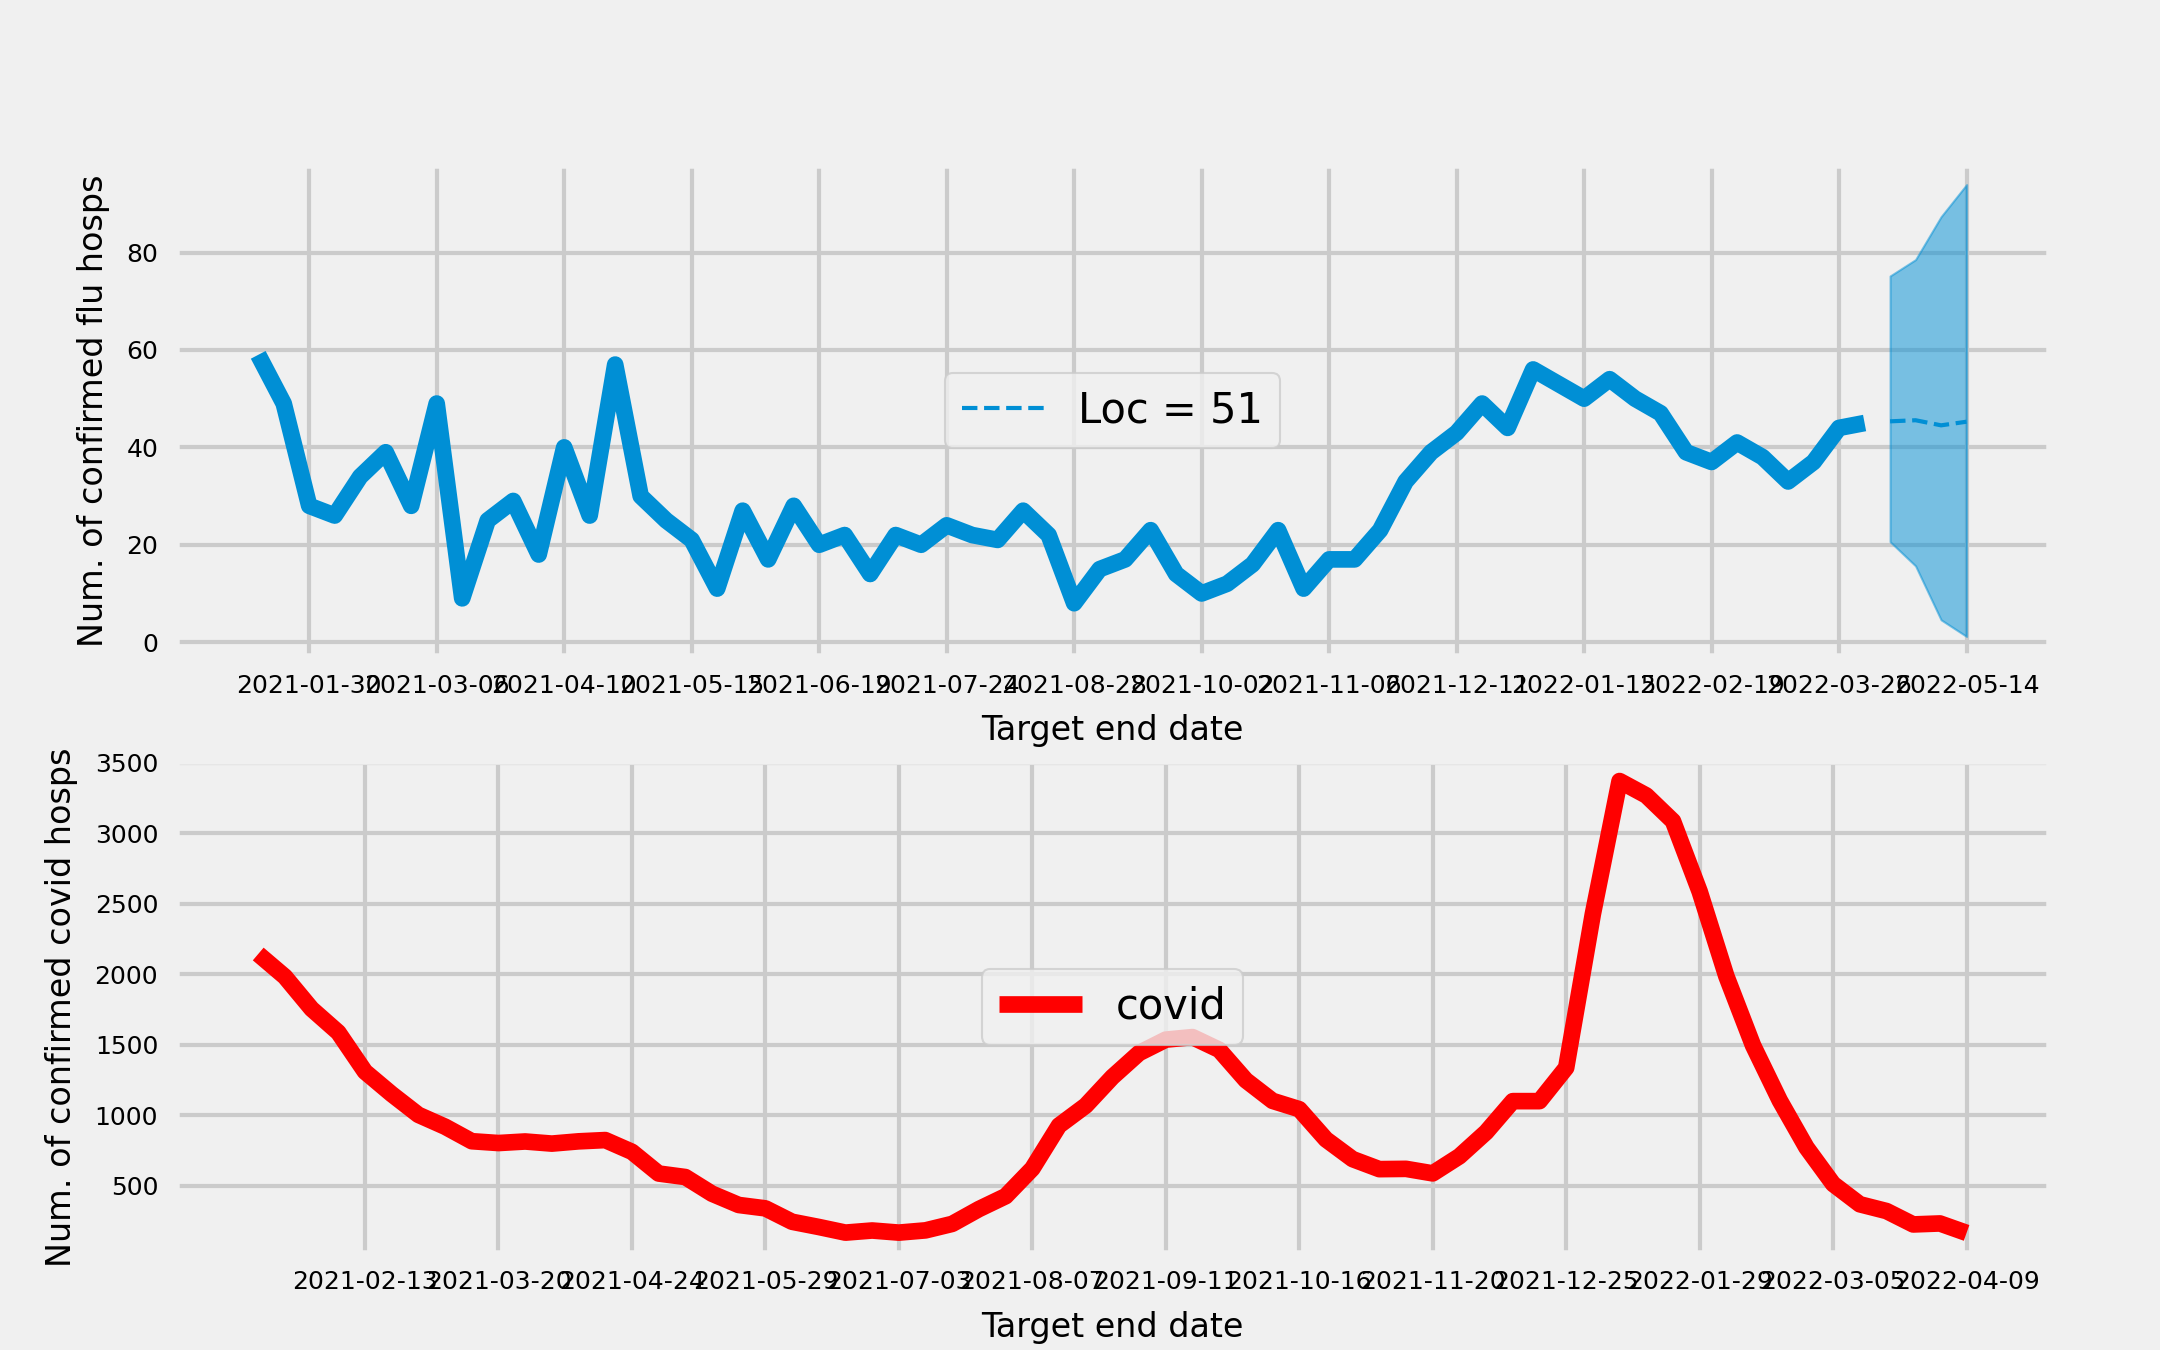 Num. of confirmed flu hosps
80
60
40
20
0
Loc = 51
2021-01-30 2021-03-06 2021-04-10 2021-05-15 2021-06-19 2021-07-24 2021-08-28 2021-10-02 2021-11-06 2021-12-11 2022-01-15 2022-02-19 2022-03-26 2022-05-14
Target end date
Num. of confirmed covid hosps
3500
3000
2500
2000
1500
1000
500
covid
2021-02-13 2021-03-20 2021-04-24 2021-05-29 2021-07-03 2021-08-07 2021-09-11 2021-10-16 2021-11-20 2021-12-25 2022-01-29 2022-03-05 2022-04-09
Target end date